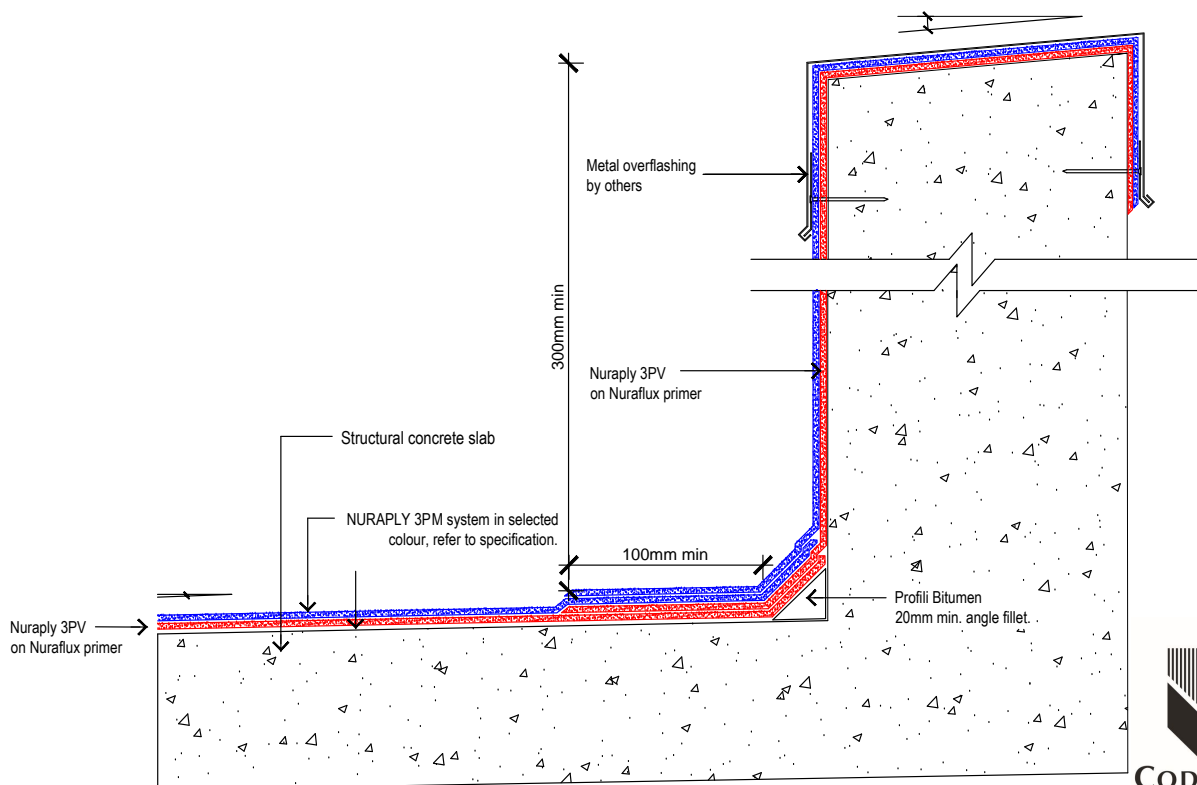 Metal overflashing
by others
300mm min
Nuraply 3PV
on Nuraflux primer
Structural concrete slab
NURAPLY 3PM system in selected
colour, refer to specification.
100mm min
Profili Bitumen
20mm min. angle fillet.
Nuraply 3PV
on Nuraflux primer
COD